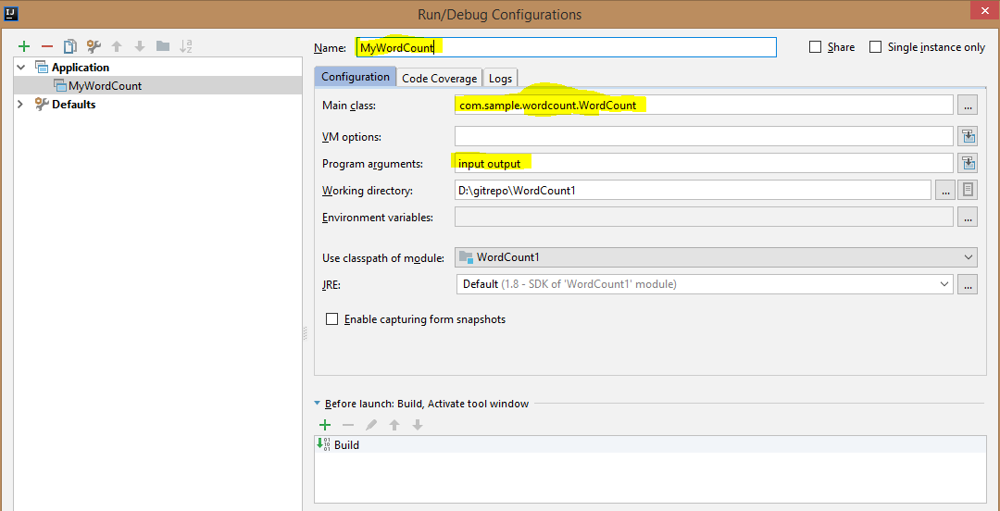 IJ
Run/Debug Configurations
Name: MyWordCount
Share
Single instance only
Application
MyWordCount
Defaults
Configuration
Code Coverage
Logs
Main class: com.sample.wordcount.WordCount ...
VM options:
Program arguments: input output
Working directory: D:\gitrepo\WordCount1 ...
Environment variables: ...
Use classpath of module: WordCount1
JRE: Default (1.8 - SDK of 'WordCount1' module) ...
Enable capturing form snapshots
Before launch: Build, Activate tool window
Build